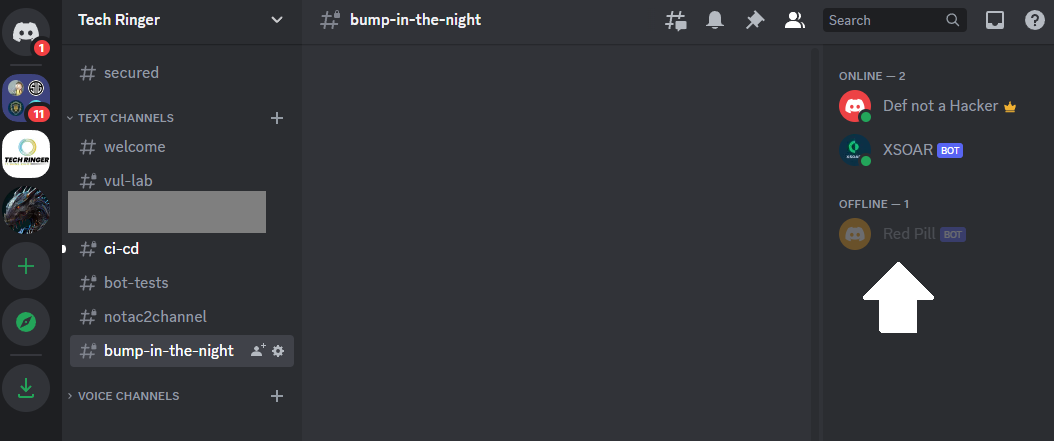 1
11
TECH RINGER
Tech Ringer
secured
TEXT CHANNELS
welcome
vul-lab
ci-cd
bot-tests
notac2channel
bump-in-the-night
VOICE CHANNELS
bump-in-the-night
Search
ONLINE — 2
Def not a Hacker
XSOAR BOT
OFFLINE — 1
Red Pill BOT